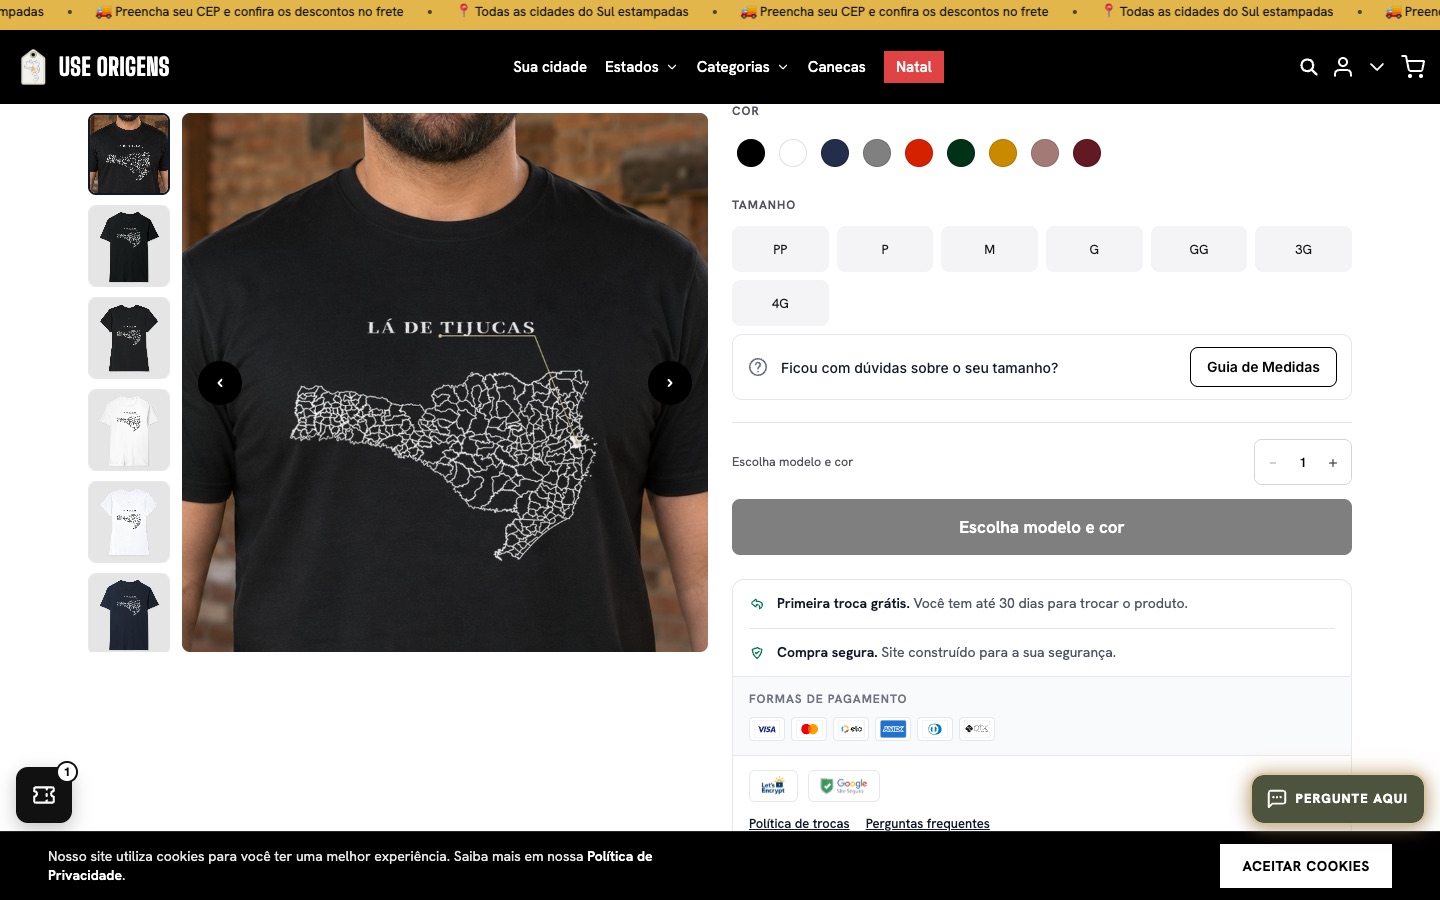 mpadas • 🚚 Preencha seu CEP e confira os descontos no frete • 📍 Todas as cidades do Sul estampadas • 🚚 Preencha seu CEP e confira os descontos no frete • 📍 Todas as cidades do Sul estampadas • 🚚 Preen
USE ORIGENS
Sua cidade Estados Categorias Canecas Natal
COR
TAMANHO
PP P M G GG 3G
4G
LÁ DE TIJUCAS
Ficou com dúvidas sobre o seu tamanho? Guia de Medidas
Escolha modelo e cor - 1 +
Escolha modelo e cor
Primeira troca grátis. Você tem até 30 dias para trocar o produto.
Compra segura. Site construído para a sua segurança.
FORMAS DE PAGAMENTO
VISA elo AMEX
Let's Encrypt Google Site Seguro
1
PERGUNTE AQUI
Política de trocas Perguntas frequentes
Nosso site utiliza cookies para você ter uma melhor experiência. Saiba mais em nossa Política de
Privacidade.
ACEITAR COOKIES